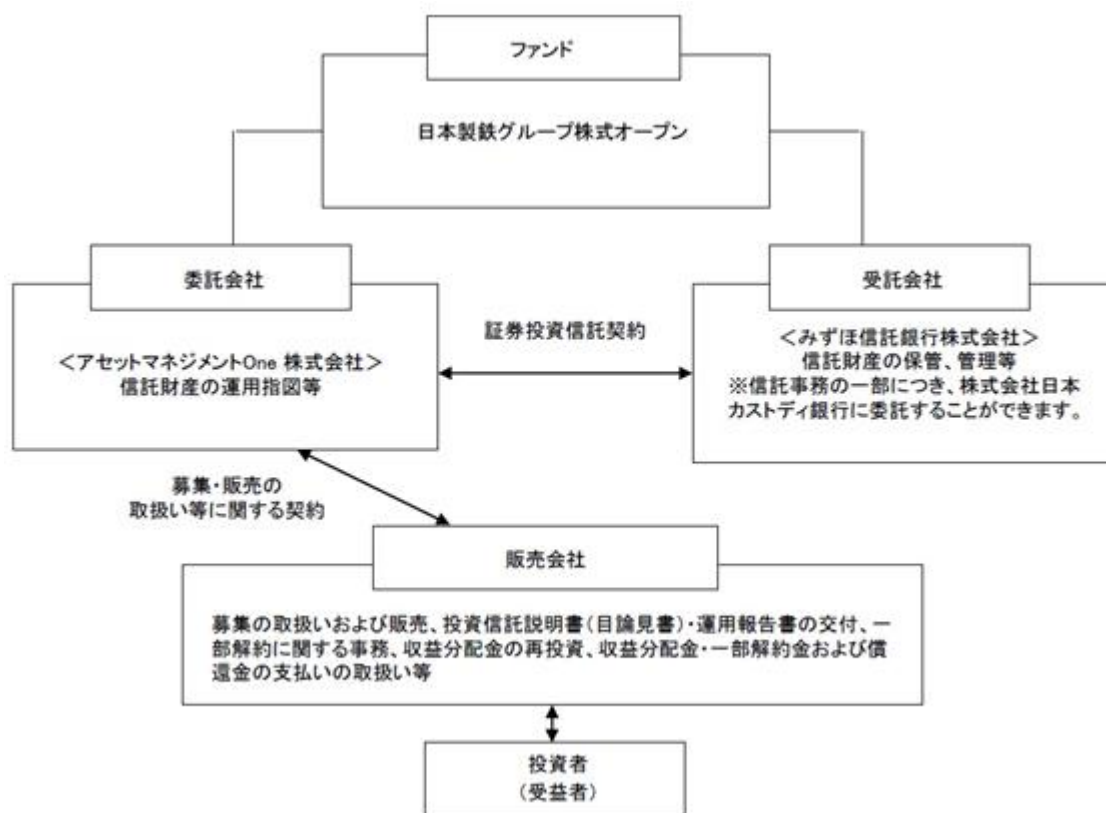 ファンド
日本製鉄グループ株式オープン
委託会社
<アセットマネジメントOne 株式会社>
信託財産の運用指図等
証券投資信託契約
受託会社
<みずほ信託銀行株式会社>
信託財産の保管、管理等
※信託事務の一部につき、株式会社日本
カストディ銀行に委託することができます。
募集・販売の
取扱い等に関する契約
販売会社
募集の取扱いおよび販売、投資信託説明書(目論見書)・運用報告書の交付、一
部解約に関する事務、収益分配金の再投資、収益分配金・一部解約金および償
還金の支払いの取扱い等
投資者
(受益者)